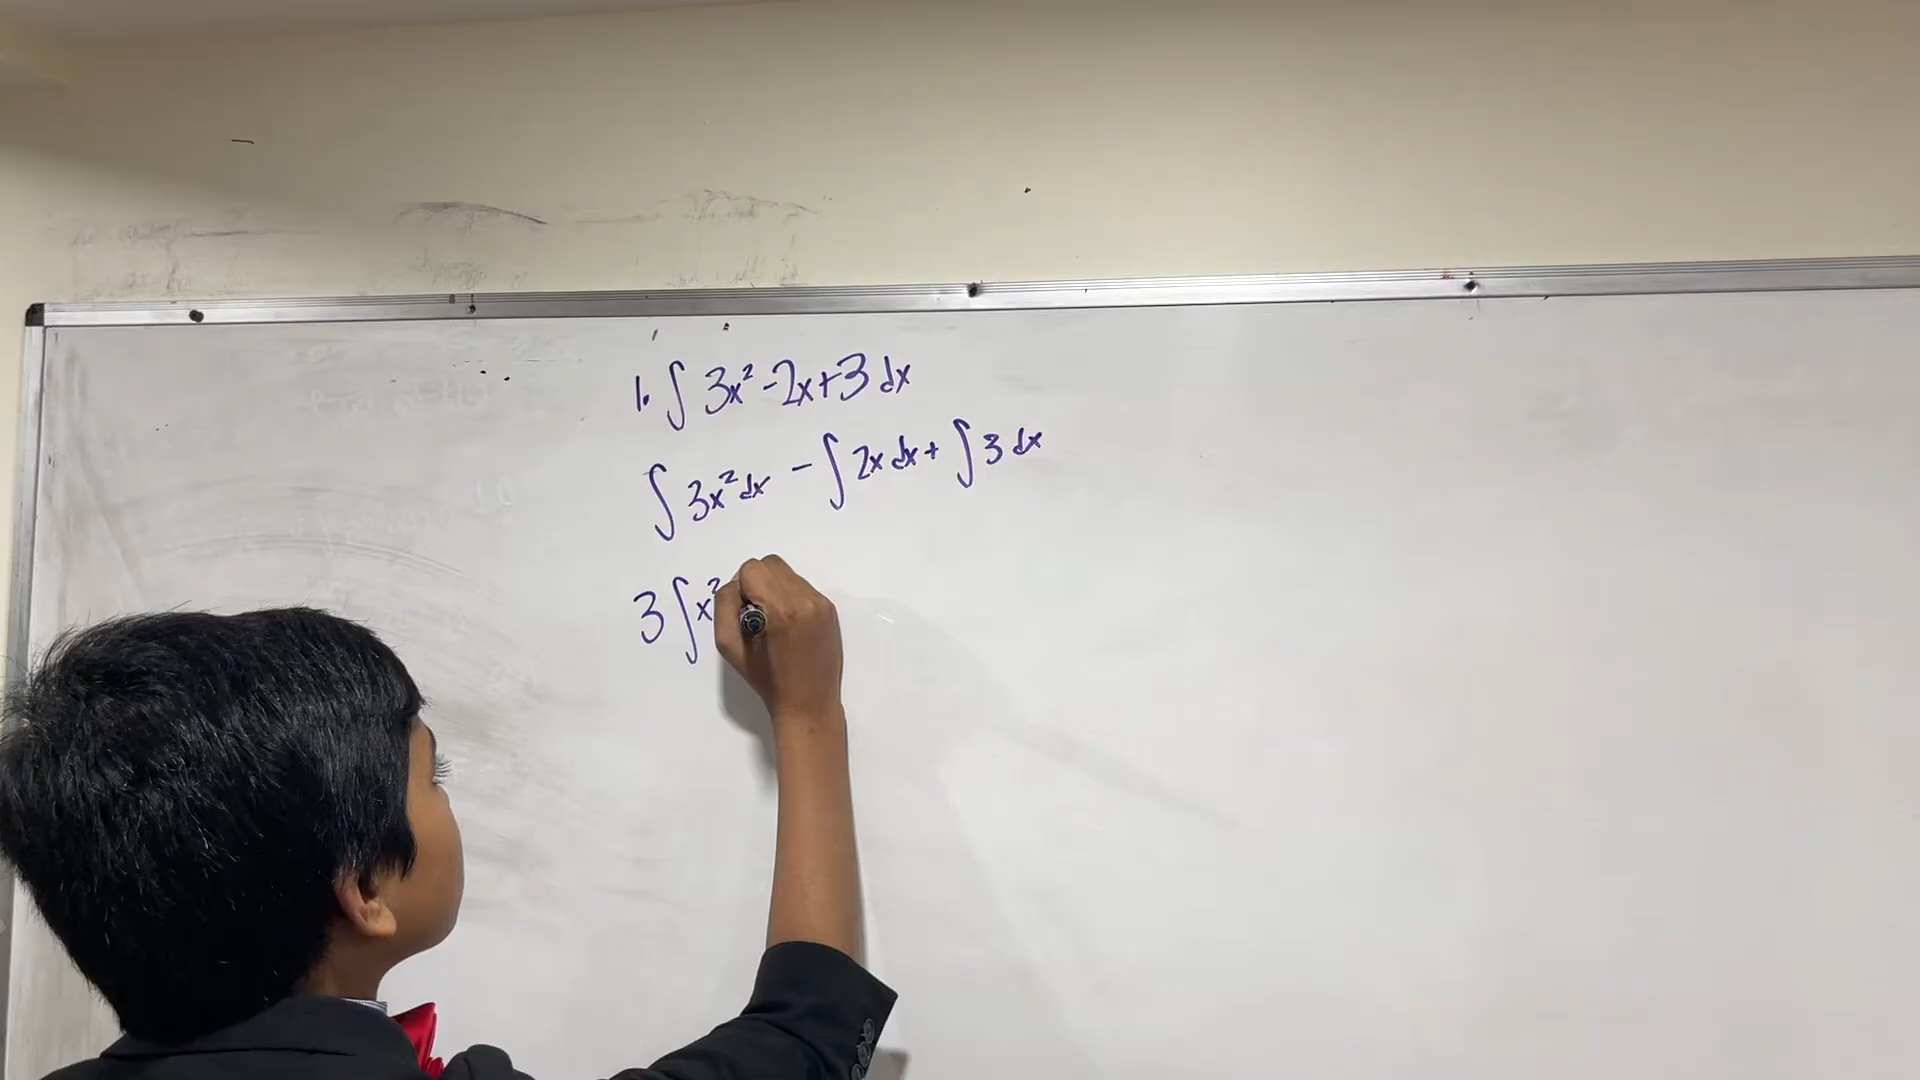 1. ∫ 3x² -2x+3 dx
∫ 3x² dx - ∫ 2x dx + ∫ 3 dx
3 ∫ x²